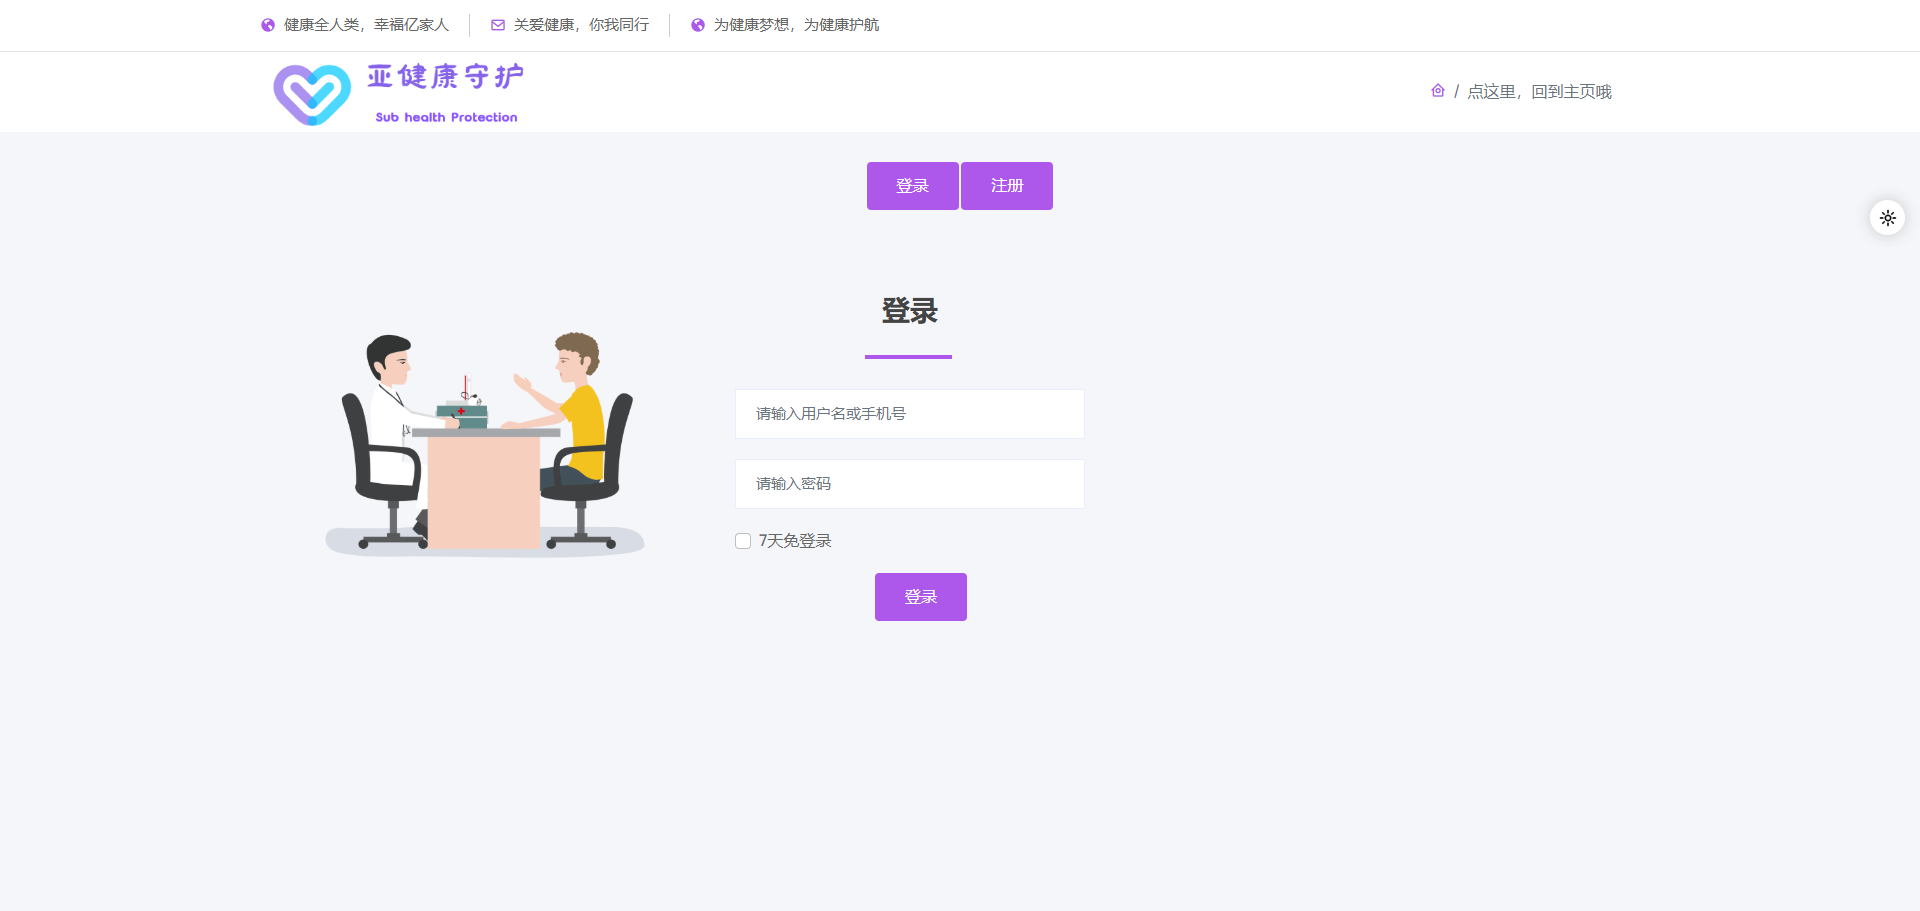 健康全人类，幸福亿家人
关爱健康，你我同行
为健康梦想，为健康护航
亚健康守护
Sub health Protection
/ 点这里，回到主页哦
登录
注册
登录
请输入用户名或手机号
请输入密码
7天免登录
登录